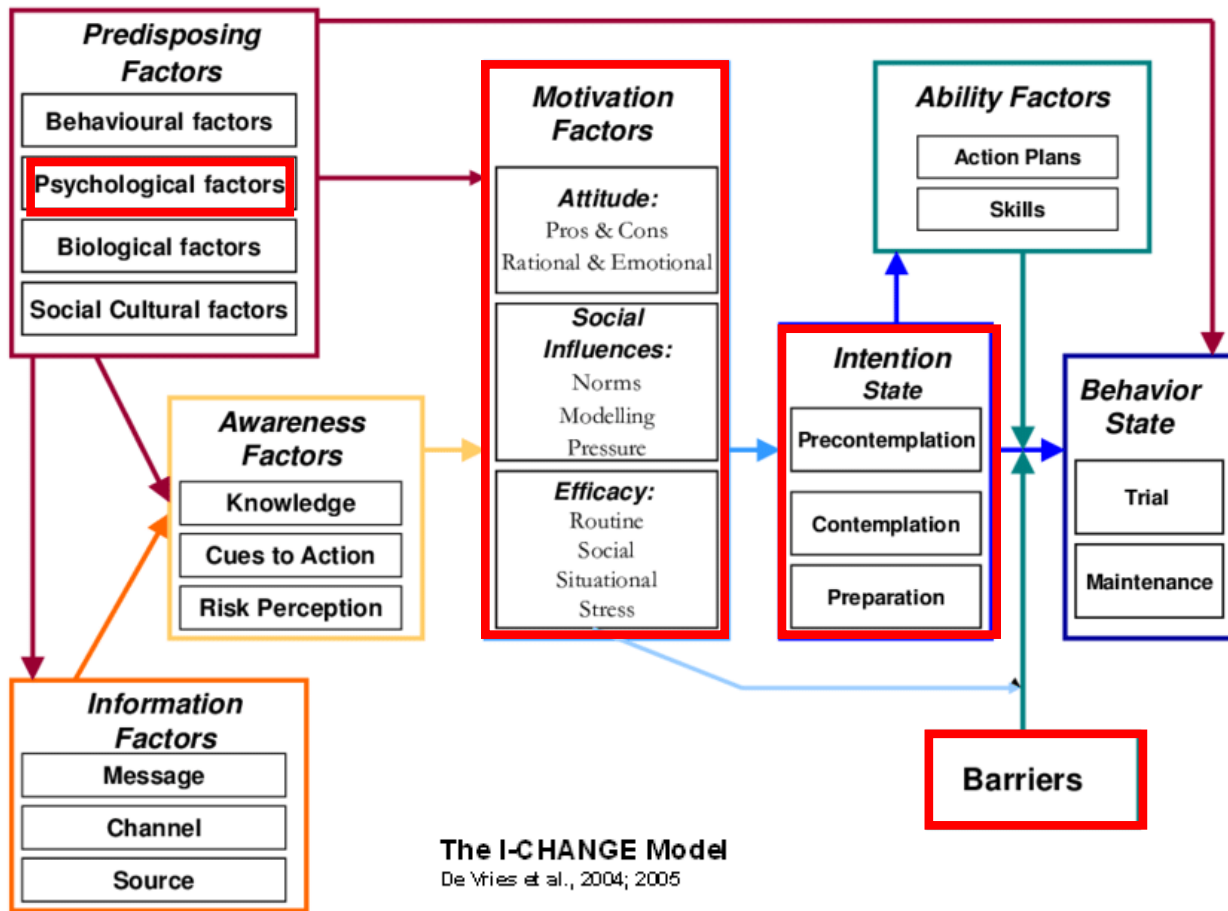 Predisposing
Factors
Behavioural factors
Psychological factors
Biological factors
Social Cultural factors
Information
Factors
Message
Channel
Source
Awareness
Factors
Knowledge
Cues to Action
Risk Perception
Motivation
Factors
Attitude:
Pros & Cons
Rational & Emotional
Social
Influences:
Norms
Modelling
Pressure
Efficacy:
Routine
Social
Situational
Stress
Intention
State
Precontemplation
Contemplation
Preparation
Ability Factors
Action Plans
Skills
Barriers
Behavior
State
Trial
Maintenance
The I-CHANGE Model
De Vries et al., 2004; 2005